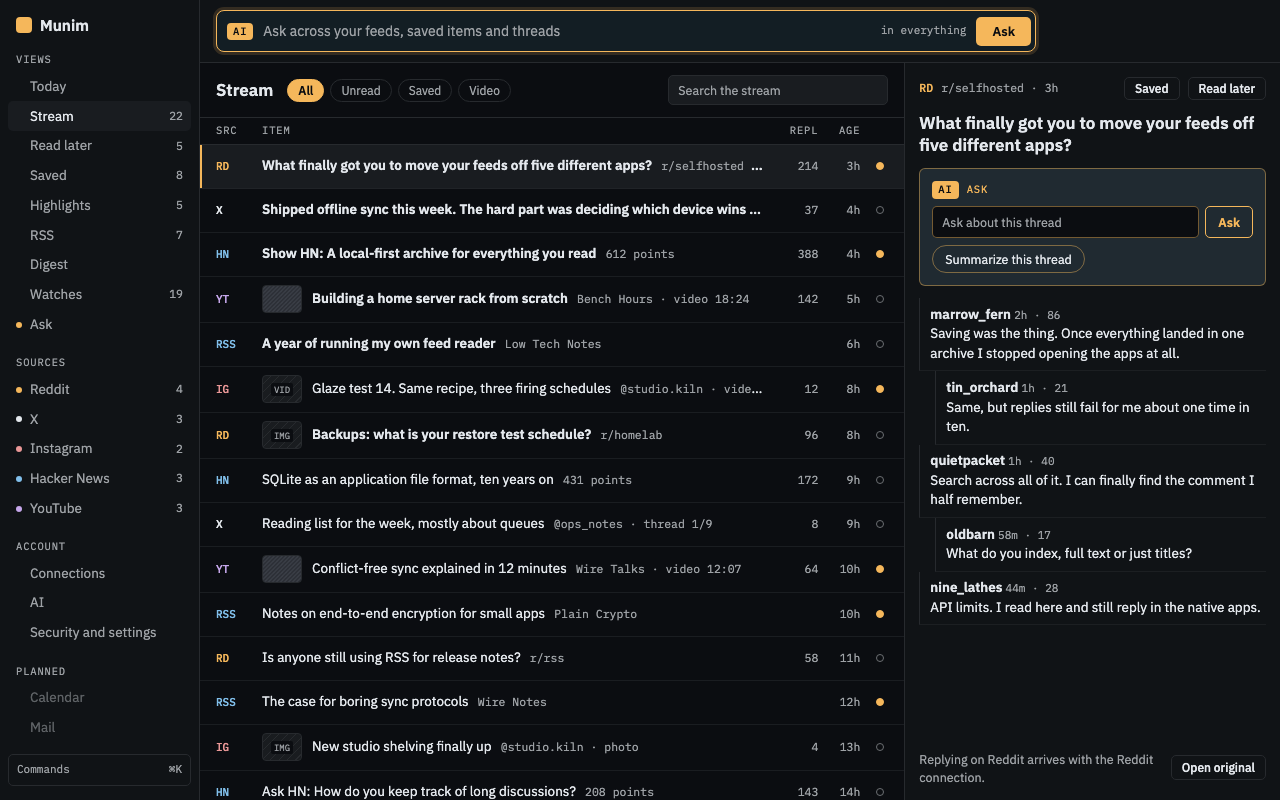 Munim
VIEWS
Today
Stream 22
Read later 5
Saved 8
Highlights 5
RSS 7
Digest
Watches 19
Ask
SOURCES
Reddit 4
X 3
Instagram 2
Hacker News 3
YouTube 3
ACCOUNT
Connections
AI
Security and settings
PLANNED
Calendar
Mail
Commands ⌘K
AI Ask across your feeds, saved items and threads in everything Ask
Stream All Unread Saved Video Search the stream
SRC ITEM REPL AGE
RD What finally got you to move your feeds off five different apps? r/selfhosted … 214 3h
X Shipped offline sync this week. The hard part was deciding which device wins … 37 4h
HN Show HN: A local-first archive for everything you read 612 points 388 4h
YT Building a home server rack from scratch Bench Hours · video 18:24 142 5h
RSS A year of running my own feed reader Low Tech Notes 6h
IG VID Glaze test 14. Same recipe, three firing schedules @studio.kiln · vide… 12 8h
RD IMG Backups: what is your restore test schedule? r/homelab 96 8h
HN SQLite as an application file format, ten years on 431 points 172 9h
X Reading list for the week, mostly about queues @ops_notes · thread 1/9 8 9h
YT Conflict-free sync explained in 12 minutes Wire Talks · video 12:07 64 10h
RSS Notes on end-to-end encryption for small apps Plain Crypto 10h
RD Is anyone still using RSS for release notes? r/rss 58 11h
RSS The case for boring sync protocols Wire Notes 12h
IG IMG New studio shelving finally up @studio.kiln · photo 4 13h
HN Ask HN: How do you keep track of long discussions? 208 points 143 14h
RD r/selfhosted · 3h Saved Read later
What finally got you to move your feeds off
five different apps?
AI ASK
Ask about this thread Ask
Summarize this thread
marrow_fern 2h · 86
Saving was the thing. Once everything landed in one
archive I stopped opening the apps at all.
tin_orchard 1h · 21
Same, but replies still fail for me about one time in
ten.
quietpacket 1h · 40
Search across all of it. I can finally find the comment I
half remember.
oldbarn 58m · 17
What do you index, full text or just titles?
nine_lathes 44m · 28
API limits. I read here and still reply in the native apps.
Replying on Reddit arrives with the Reddit
connection.
Open original